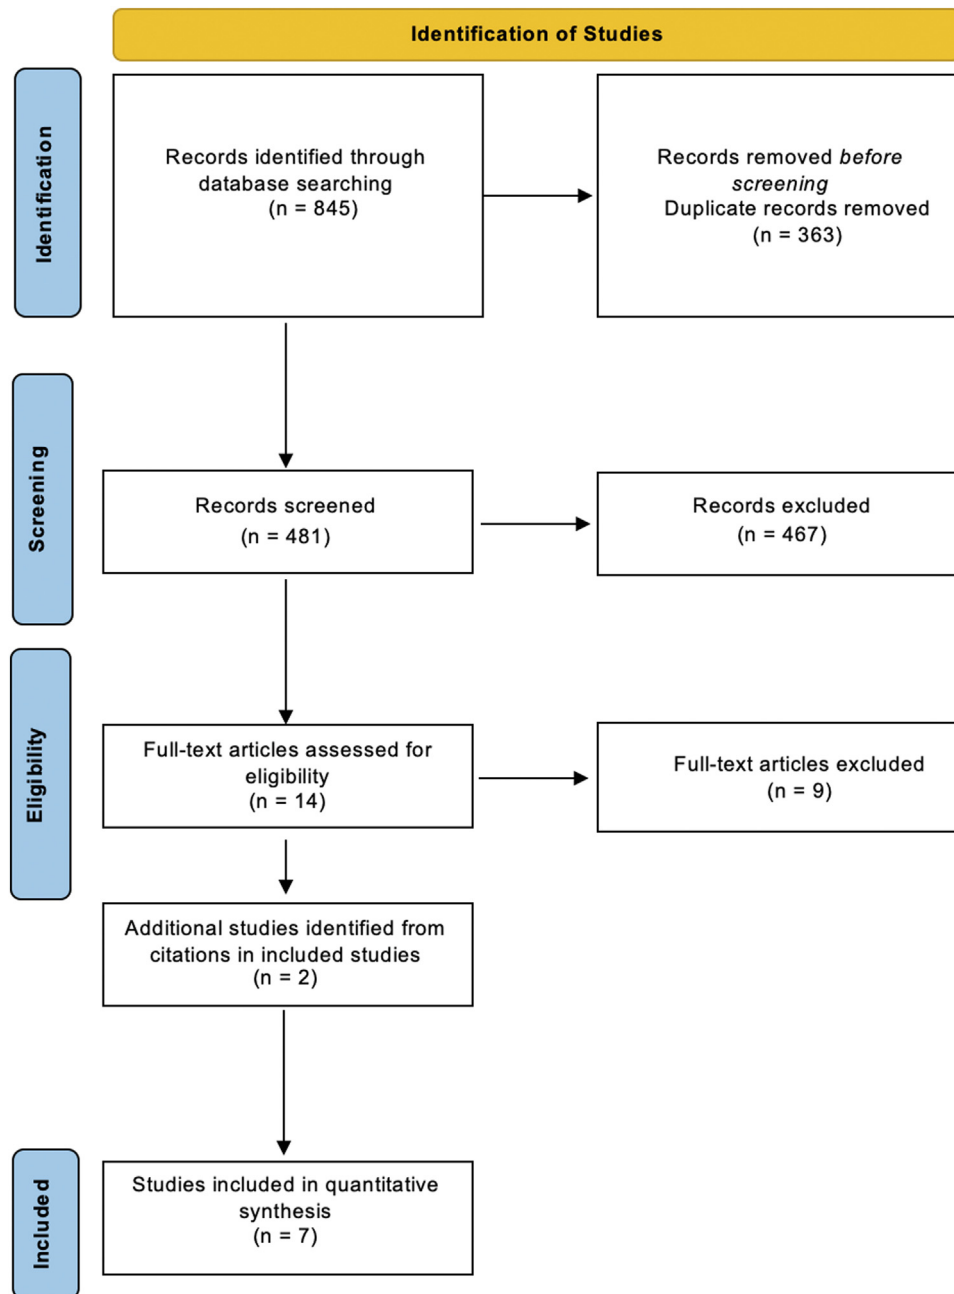 Identification of Studies
Identification
Records identified through
database searching
(n = 845)
Records removed before
screening
Duplicate records removed
(n = 363)
Screening
Records screened
(n = 481)
Records excluded
(n = 467)
Eligibility
Full-text articles assessed for
eligibility
(n = 14)
Full-text articles excluded
(n = 9)
Additional studies identified from
citations in included studies
(n = 2)
Included
Studies included in quantitative
synthesis
(n = 7)